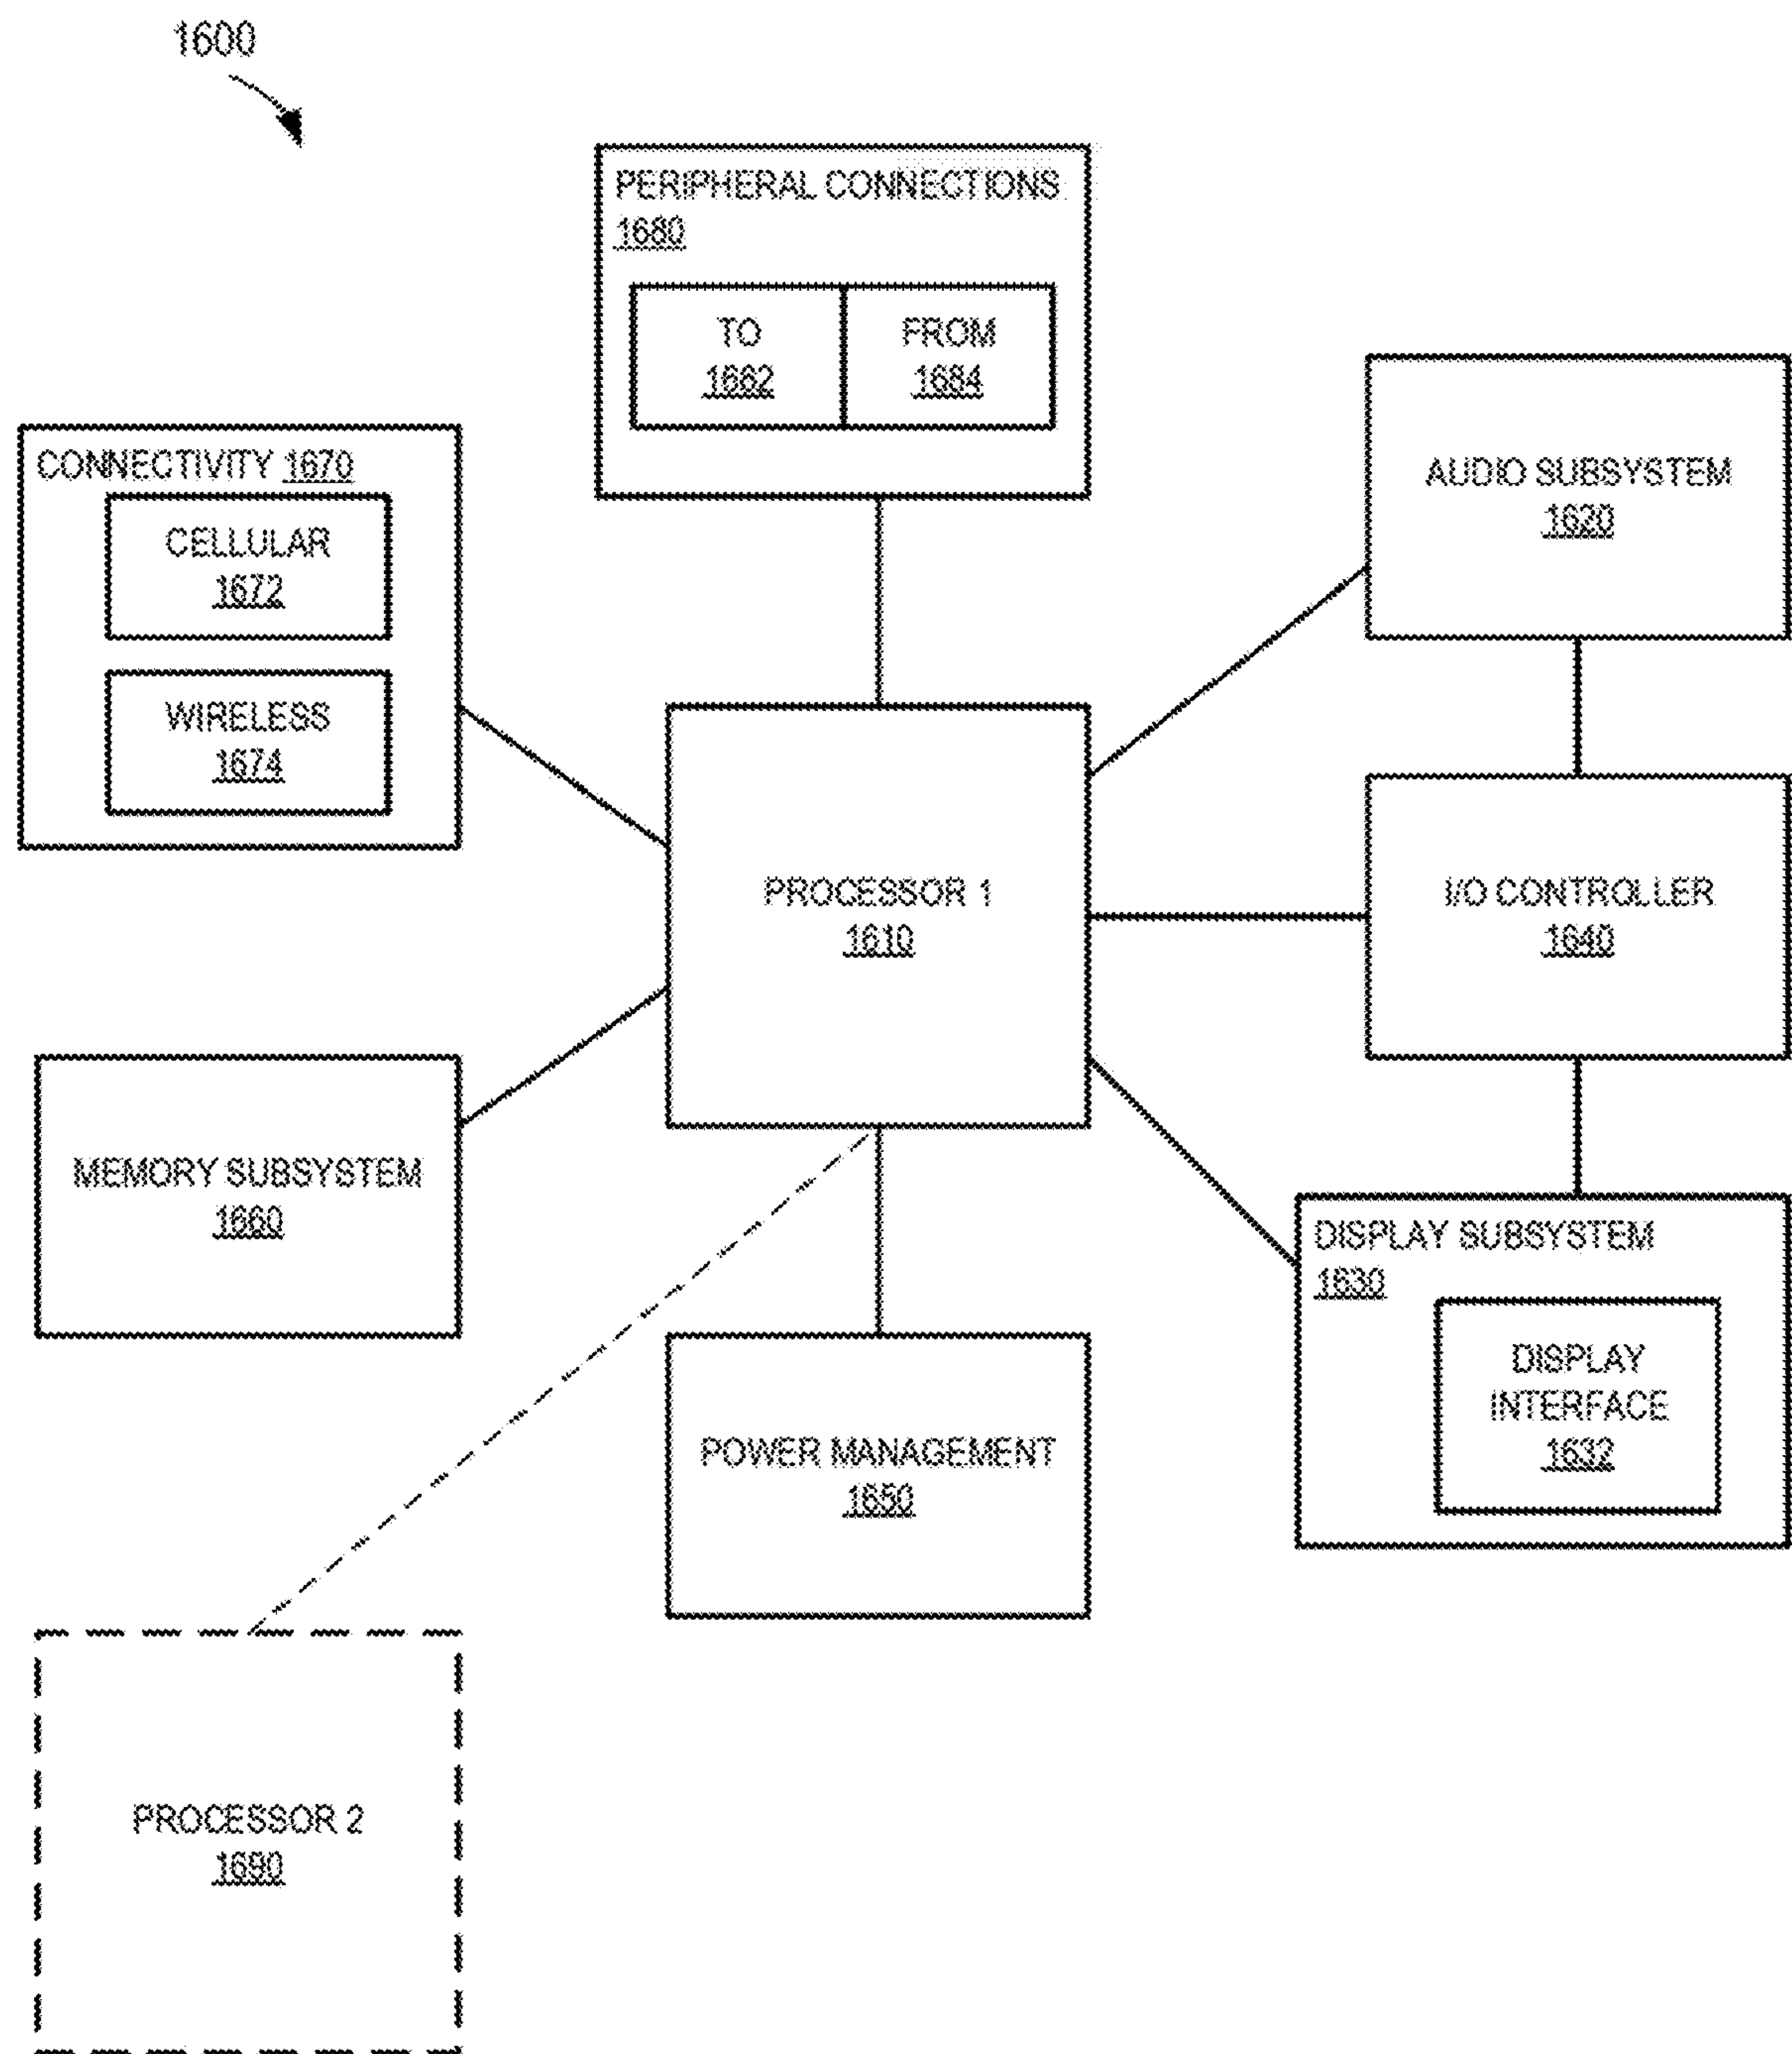 1600
PERIPHERAL CONNECTIONS
1680
TO
1682
FROM
1684
CONNECTIVITY 1670
CELLULAR
1672
WIRELESS
1674
AUDIO SUBSYSTEM
1620
PROCESSOR 1
1610
I/O CONTROLLER
1640
MEMORY SUBSYSTEM
1660
DISPLAY SUBSYSTEM
1630
DISPLAY
INTERFACE
1632
POWER MANAGEMENT
1650
PROCESSOR 2
1690